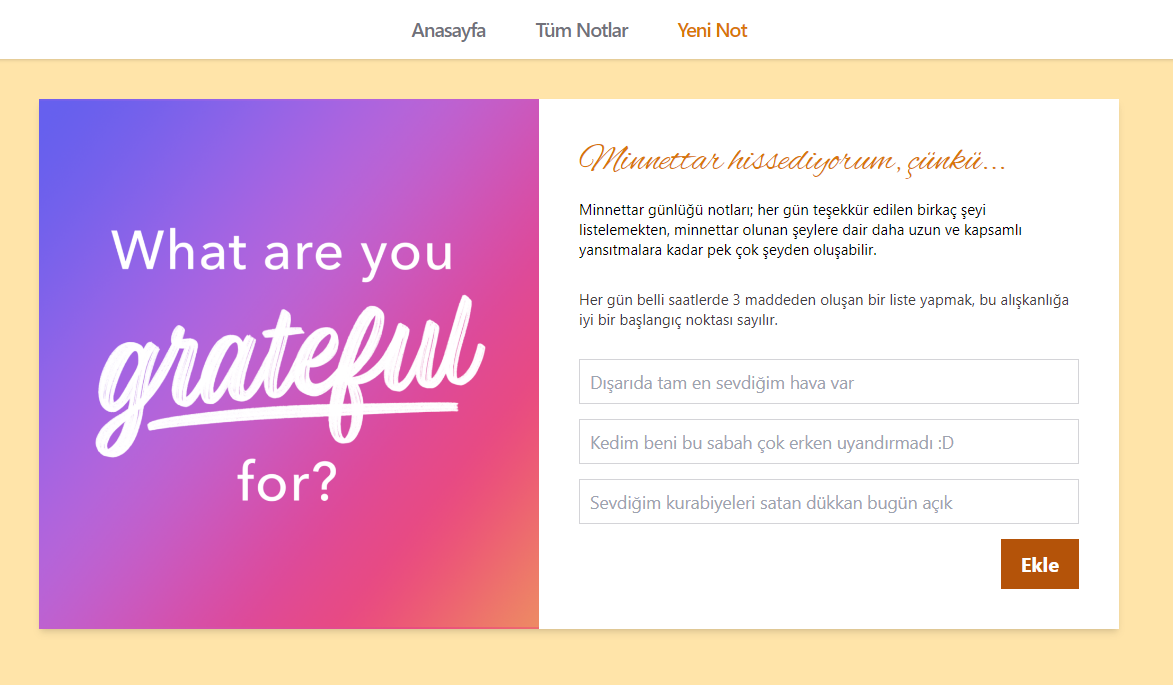 Anasayfa Tüm Notlar Yeni Not
What are you
grateful
for?
Minnettar hissediyorum, çünkü...
Minnettar günlüğü notları; her gün teşekkür edilen birkaç şeyi
listelemekten, minnettar olunan şeylere dair daha uzun ve kapsamlı
yansıtmalara kadar pek çok şeyden oluşabilir.
Her gün belli saatlerde 3 maddeden oluşan bir liste yapmak, bu alışkanlığa
iyi bir başlangıç noktası sayılır.
Dışarıda tam en sevdiğim hava var
Kedim beni bu sabah çok erken uyandırmadı :D
Sevdiğim kurabiyeleri satan dükkan bugün açık
Ekle